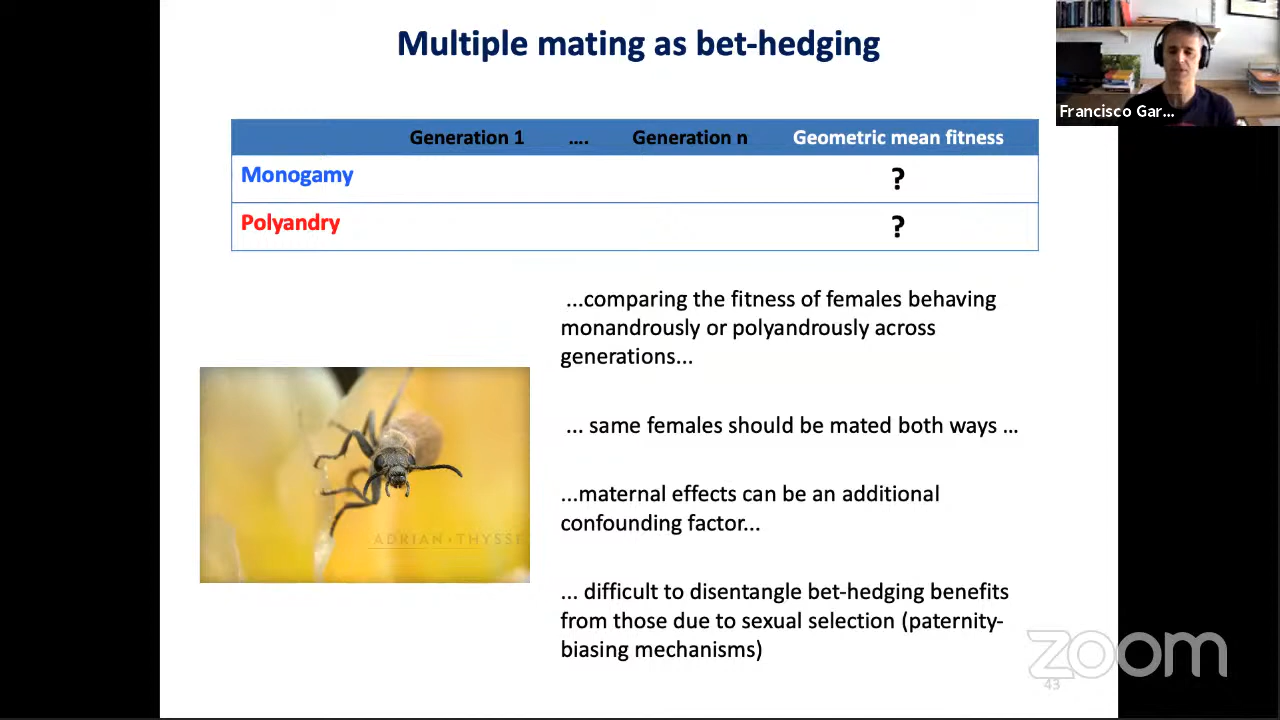 Multiple mating as bet-hedging
Francisco Gar...
Generation 1 .... Generation n Geometric mean fitness
Monogamy ?
Polyandry ?
...comparing the fitness of females behaving
monandrously or polyandrously across
generations...
... same females should be mated both ways ...
...maternal effects can be an additional
confounding factor...
... difficult to disentangle bet-hedging benefits
from those due to sexual selection (paternity-
biasing mechanisms)
ADRIAN THYSSE
zoom
43